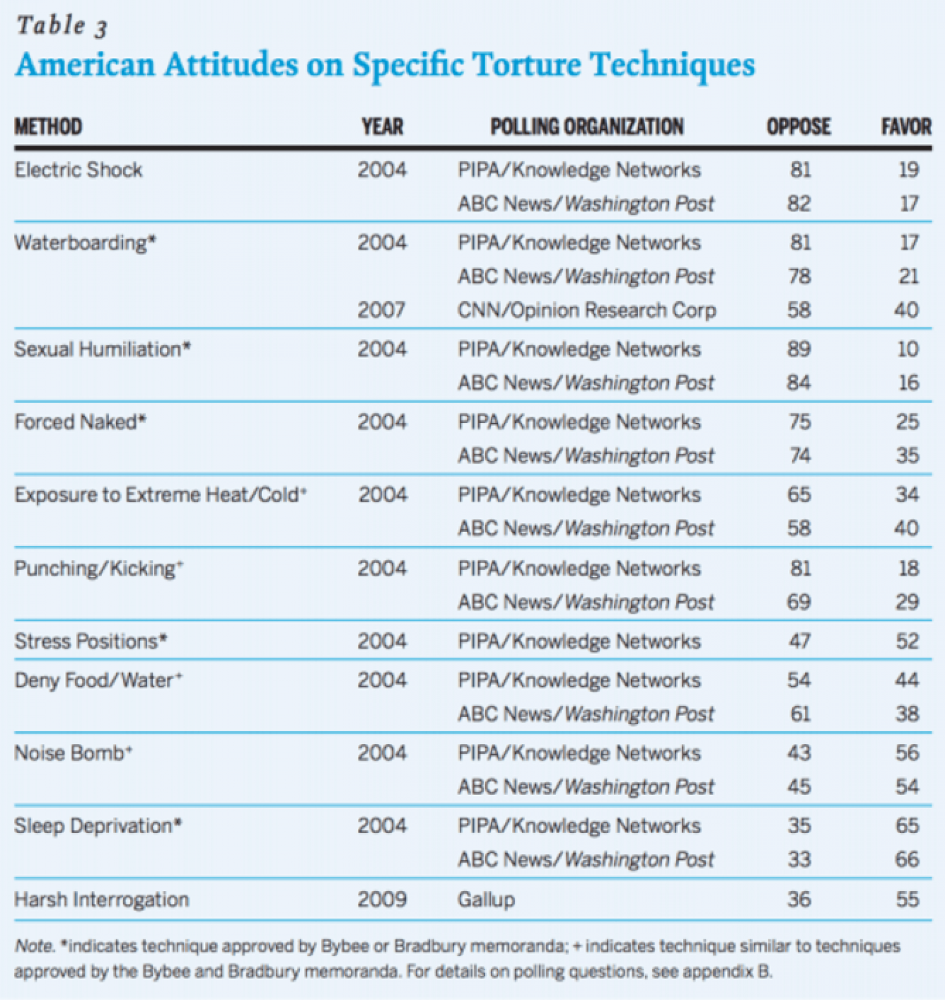 Table 3
American Attitudes on Specific Torture Techniques
METHOD YEAR POLLING ORGANIZATION OPPOSE FAVOR
Electric Shock 2004 PIPA/Knowledge Networks 81 19
ABC News/Washington Post 82 17
Waterboarding* 2004 PIPA/Knowledge Networks 81 17
ABC News/Washington Post 78 21
2007 CNN/Opinion Research Corp 58 40
Sexual Humiliation* 2004 PIPA/Knowledge Networks 89 10
ABC News/Washington Post 84 16
Forced Naked* 2004 PIPA/Knowledge Networks 75 25
ABC News/Washington Post 74 35
Exposure to Extreme Heat/Cold+ 2004 PIPA/Knowledge Networks 65 34
ABC News/Washington Post 58 40
Punching/Kicking+ 2004 PIPA/Knowledge Networks 81 18
ABC News/Washington Post 69 29
Stress Positions* 2004 PIPA/Knowledge Networks 47 52
Deny Food/Water+ 2004 PIPA/Knowledge Networks 54 44
ABC News/Washington Post 61 38
Noise Bomb+ 2004 PIPA/Knowledge Networks 43 56
ABC News/Washington Post 45 54
Sleep Deprivation* 2004 PIPA/Knowledge Networks 35 65
ABC News/Washington Post 33 66
Harsh Interrogation 2009 Gallup 36 55
Note. *indicates technique approved by Bybee or Bradbury memoranda; + indicates technique similar to techniques
approved by the Bybee and Bradbury memoranda. For details on polling questions, see appendix B.